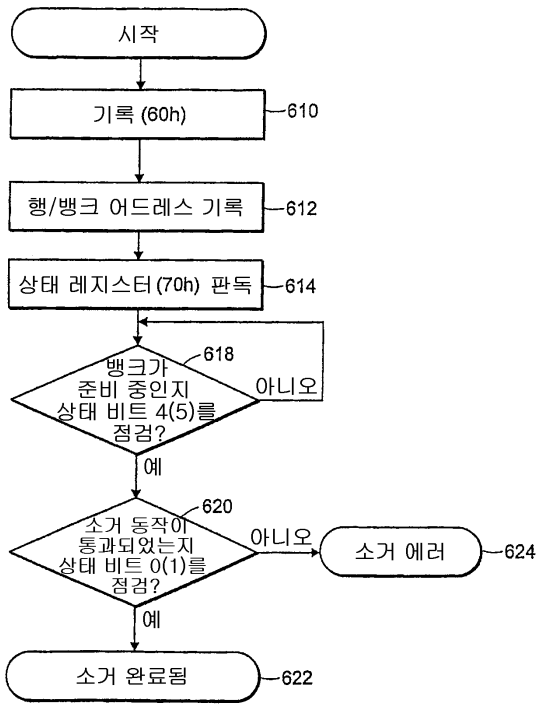 시작
기록(60h)
610
행/뱅크 어드레스 기록
612
상태 레지스터(70h) 판독
614
618
뱅크가
준비 중인지
상태 비트 4(5)를
점검?
아니오
예
620
소거 동작이
통과되었는지
상태 비트 0(1)를
점검?
아니오
소거 에러
624
예
소거 완료됨
622